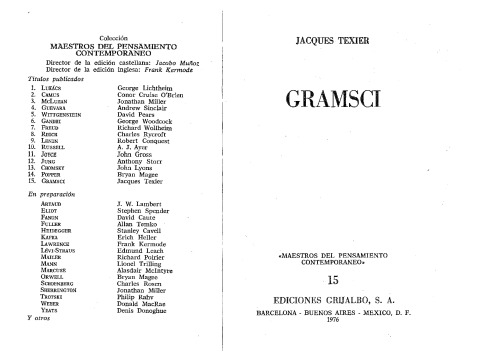 Colección
MAESTROS DEL PENSAMIENTO
CONTEMPORANEO
Director de la edición castellana: Jacobo Muñoz
Director de la edición inglesa: Frank Kermode
Títulos publicados
1. LUKÁCS George Lichtheim
2. CAMUS Conor Cruise O'Brien
3. MCLUHAN Jonathan Miller
4. GUEVARA Andrew Sinclair
5. WITTGENSTEIN David Pears
6. GANDHI George Woodcock
7. FREUD Richard Wollheim
8. REICH Charles Rycroft
9. LENIN Robert Conquest
10. RUSSELL A. J. Ayer
11. JOYCE John Gross
12. JUNG Anthony Storr
13. CHOMSKY John Lyons
14. POPPER Bryan Magee
15. GRAMSCI Jacques Texier
En preparación
ARTAUD J. W. Lambert
ELIOT Stephen Spender
FANON David Caute
FULLER Allan Temko
HEIDEGGER Stanley Cavell
KAFKA Erich Heller
LAWRENCE Frank Kermode
LÉVI-STRAUS Edmund Leach
MAILER Richard Poirier
MANN Lionel Trilling
MARCUSE Alasdair McIntyre
ORWELL Bryan Magee
SCHOENBERG Charles Rosen
SHERRINGTON Jonathan Miller
TROTSKI Philip Rahv
WEBER Donald MacRae
YEATS Denis Donoghue
Y otros
JACQUES TEXIER
GRAMSCI
«MAESTROS DEL PENSAMIENTO
CONTEMPORANEO»
15
EDICIONES GRIJALBO, S. A.
BARCELONA - BUENOS AIRES - MEXICO, D. F.
1976